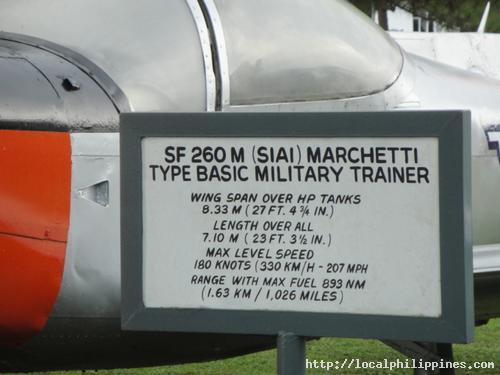 SF 260 M (SIAI) MARCHETTI
TYPE BASIC MILITARY TRAINER
WING SPAN OVER HP TANKS
8.33 M (27 FT. 4 3/4 IN.)
LENGTH OVER ALL
7.10 M (23 FT. 3 1/2 IN.)
MAX LEVEL SPEED
180 KNOTS (330 KM/H - 207 MPH
RANGE WITH MAX FUEL 893 NM
(1.63 KM / 1,026 MILES)
http://localphilippines.com